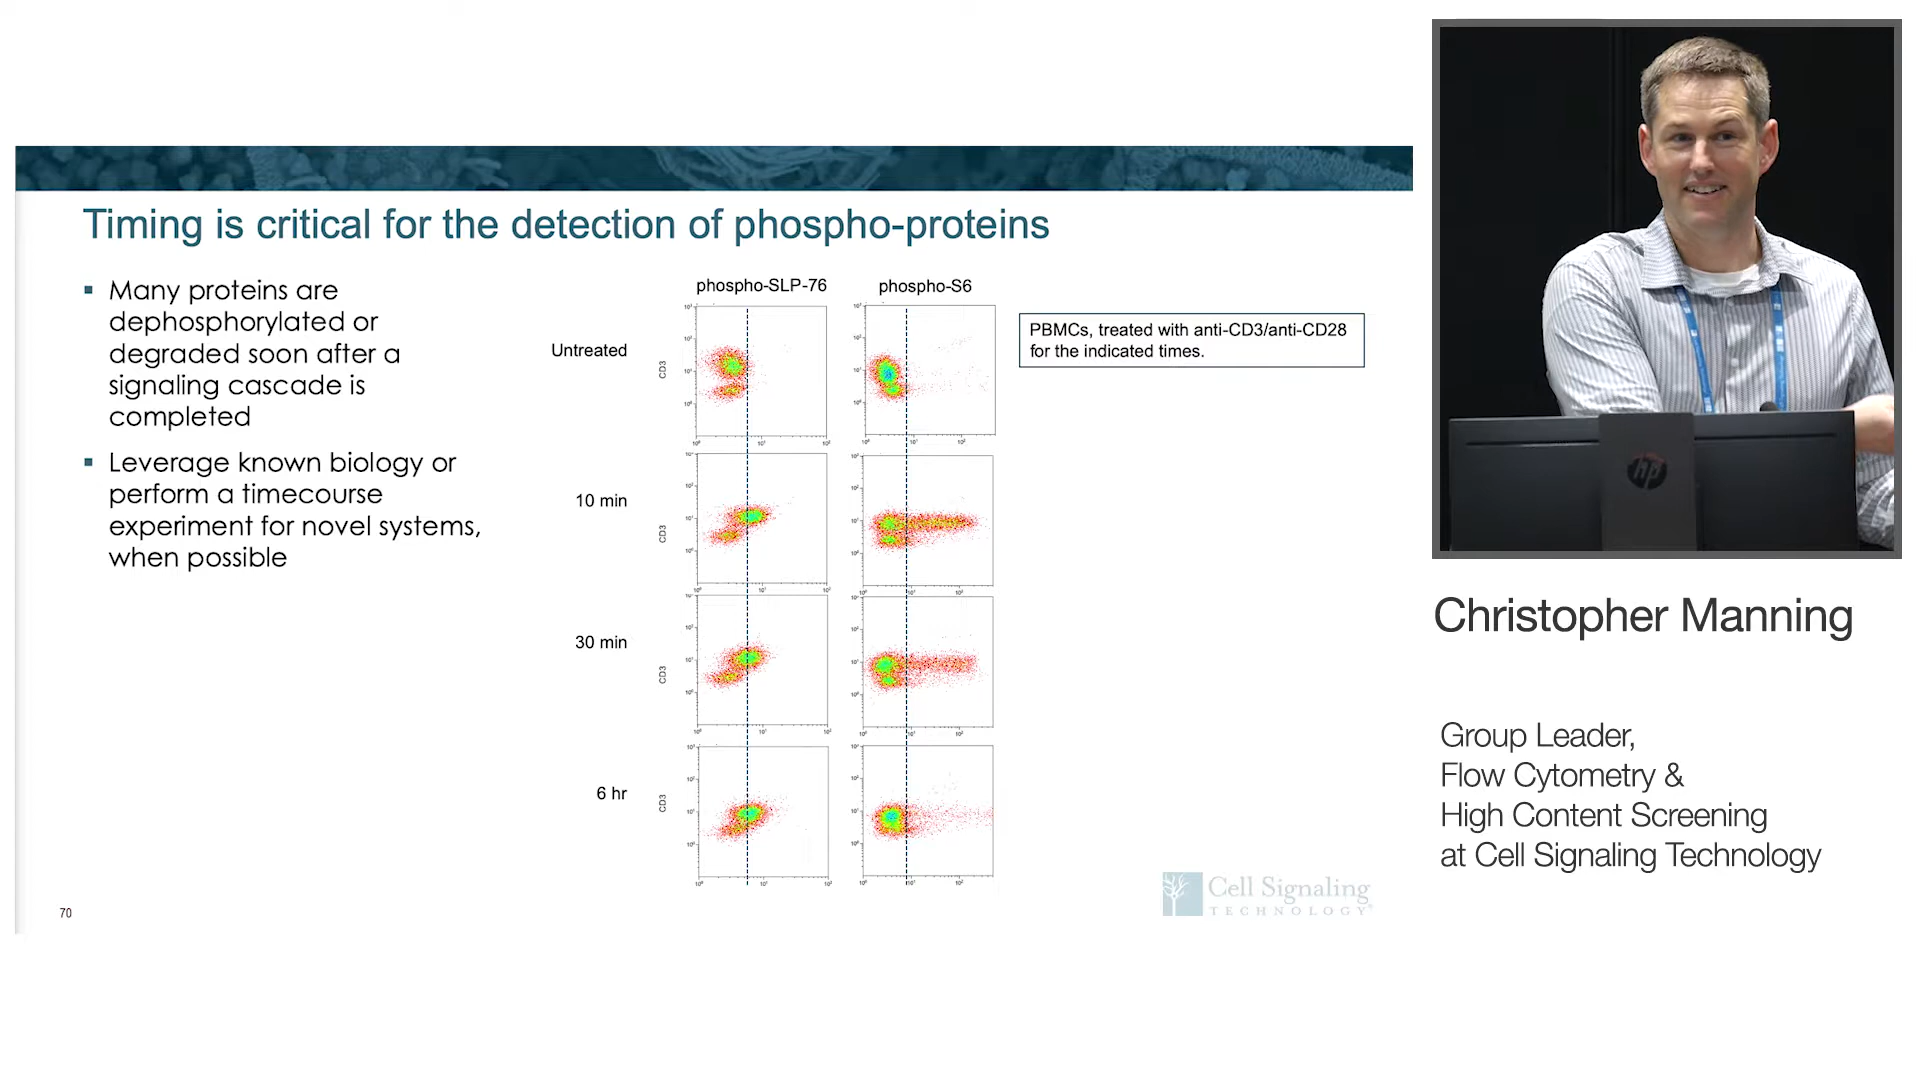 Timing is critical for the detection of phospho-proteins
▪ Many proteins are
dephosphorylated or
degraded soon after a
signaling cascade is
completed
▪ Leverage known biology or
perform a timecourse
experiment for novel systems,
when possible
phospho-SLP-76
phospho-S6
Untreated
CD3
10 min
CD3
30 min
CD3
6 hr
CD3
PBMCs, treated with anti-CD3/anti-CD28
for the indicated times.
Cell Signaling
TECHNOLOGY®
70
hp
Christopher Manning
Group Leader,
Flow Cytometry &
High Content Screening
at Cell Signaling Technology